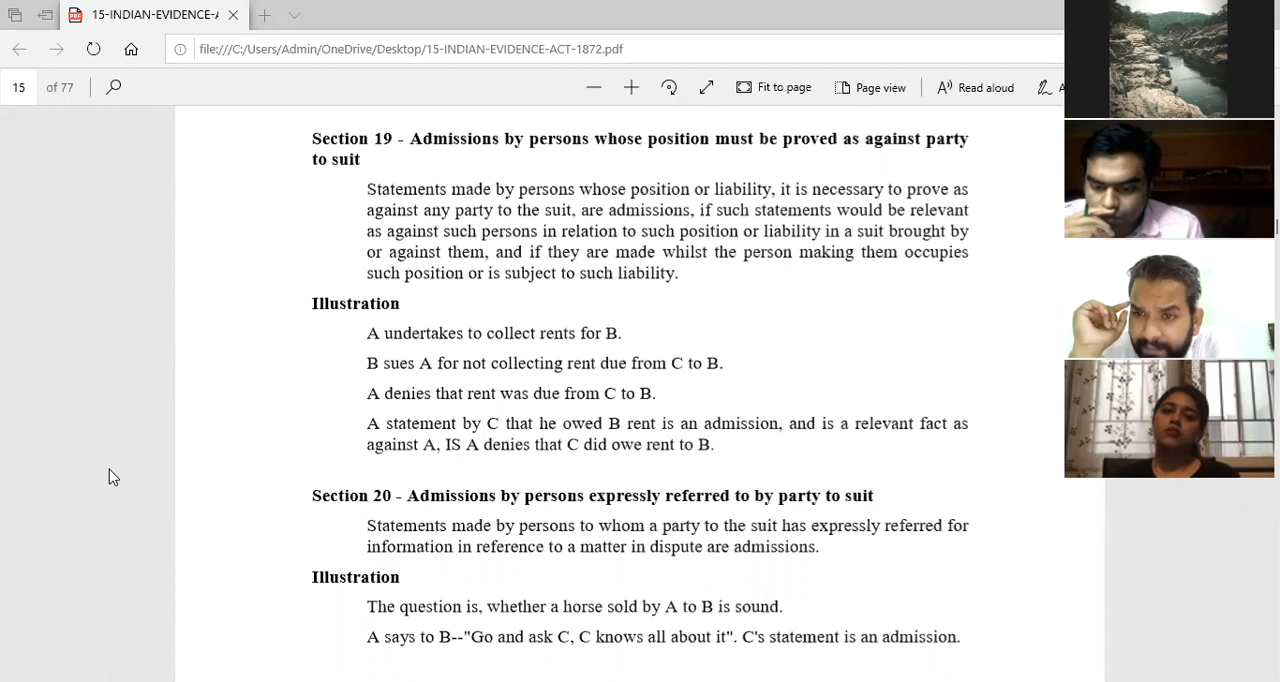 15-INDIAN-EVIDENCE-A
file:///C:/Users/Admin/OneDrive/Desktop/15-INDIAN-EVIDENCE-ACT-1872.pdf
15 of 77 Fit to page Page view Read aloud
Section 19 - Admissions by persons whose position must be proved as against party
to suit
Statements made by persons whose position or liability, it is necessary to prove as
against any party to the suit, are admissions, if such statements would be relevant
as against such persons in relation to such position or liability in a suit brought by
or against them, and if they are made whilst the person making them occupies
such position or is subject to such liability.
Illustration
A undertakes to collect rents for B.
B sues A for not collecting rent due from C to B.
A denies that rent was due from C to B.
A statement by C that he owed B rent is an admission, and is a relevant fact as
against A, IS A denies that C did owe rent to B.
Section 20 - Admissions by persons expressly referred to by party to suit
Statements made by persons to whom a party to the suit has expressly referred for
information in reference to a matter in dispute are admissions.
Illustration
The question is, whether a horse sold by A to B is sound.
A says to B--"Go and ask C, C knows all about it". C's statement is an admission.